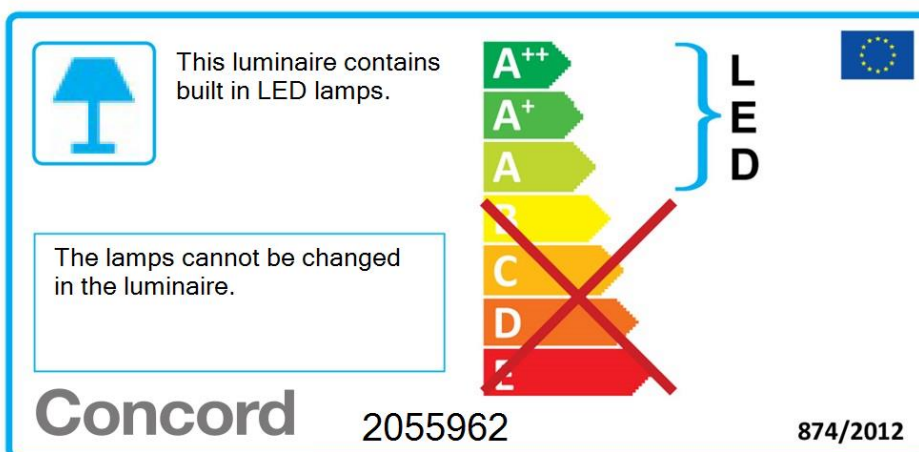 This luminaire contains
built in LED lamps.
A++
A+
A
B
C
D
E
L
E
D
The lamps cannot be changed
in the luminaire.
Concord
2055962
874/2012